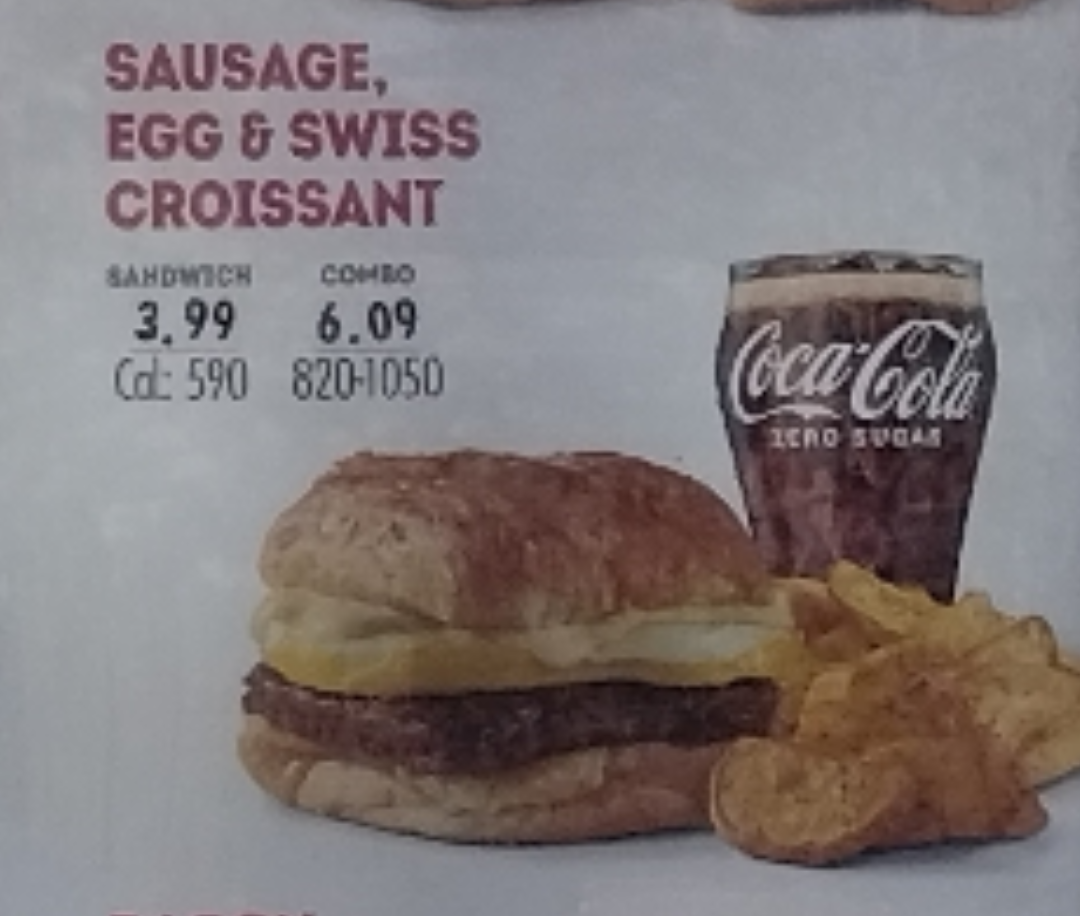 SAUSAGE,
EGG & SWISS
CROISSANT
SANDWICH COMBO
3.99 6.09
Cal: 590 820-1050
Coca-Cola
ZERO SUGAR